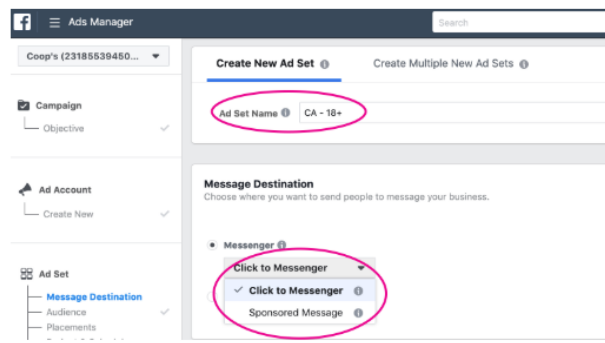 f Ads Manager
Search
Coop's (23185539450...
Create New Ad Set
Create Multiple New Ad Sets
Campaign
Objective
Ad Set Name CA - 18+
Ad Account
Create New
Message Destination
Choose where you want to send people to message your business.
Messenger
Click to Messenger
Click to Messenger
Sponsored Message
Ad Set
Message Destination
Audience
Placements